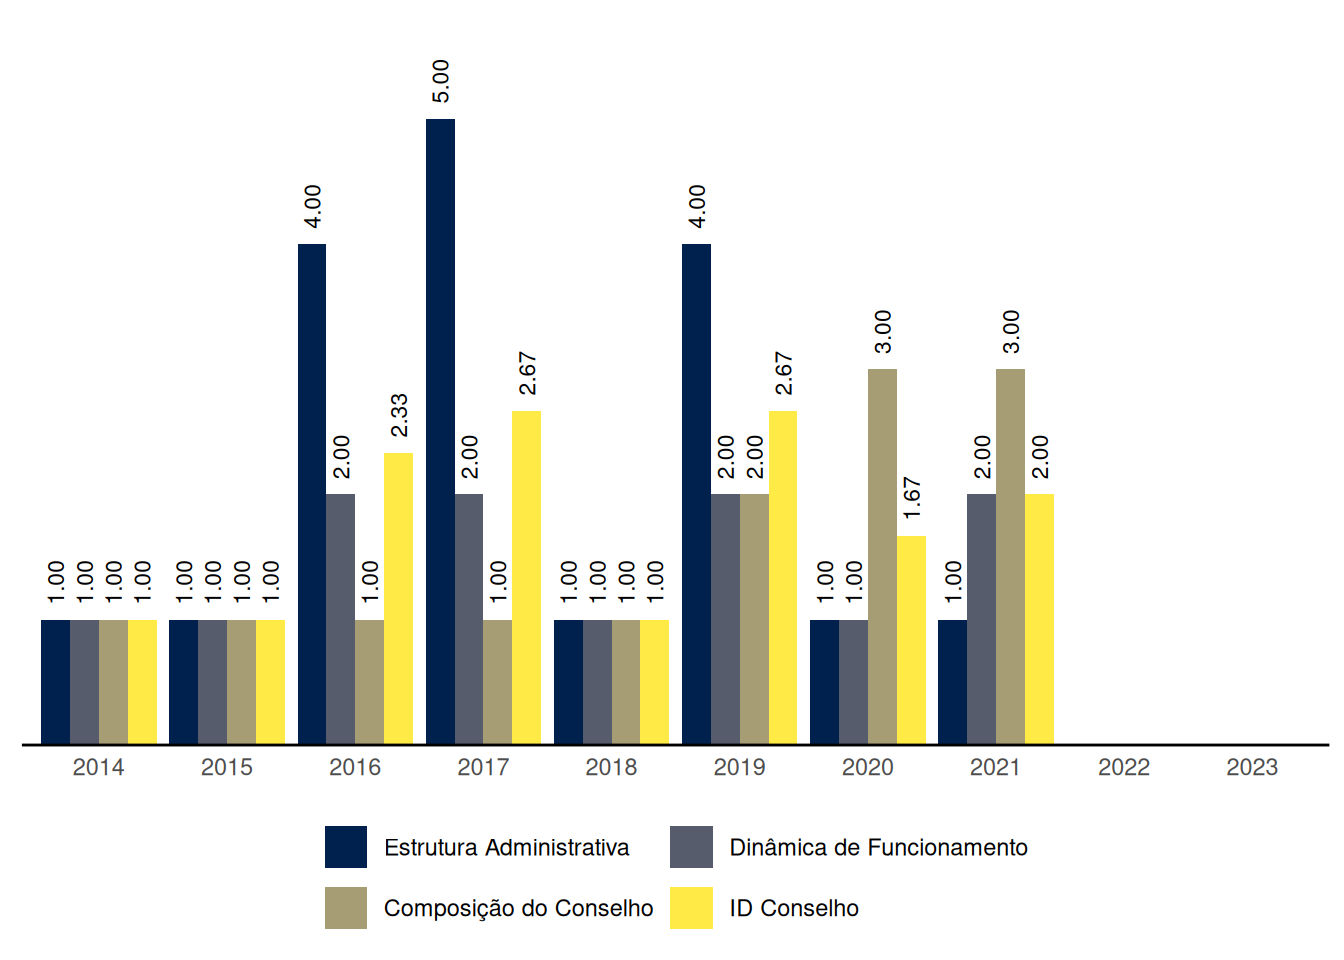 1.00 1.00 1.00 1.00 1.00 1.00 1.00 1.00 4.00 2.00 1.00 2.33 5.00 2.00 1.00 2.67 1.00 1.00 1.00 1.00 4.00 2.00 2.00 2.67 1.00 1.00 3.00 1.67 1.00 2.00 3.00 2.00
2014 2015 2016 2017 2018 2019 2020 2021 2022 2023
Estrutura Administrativa Dinâmica de Funcionamento
Composição do Conselho ID Conselho